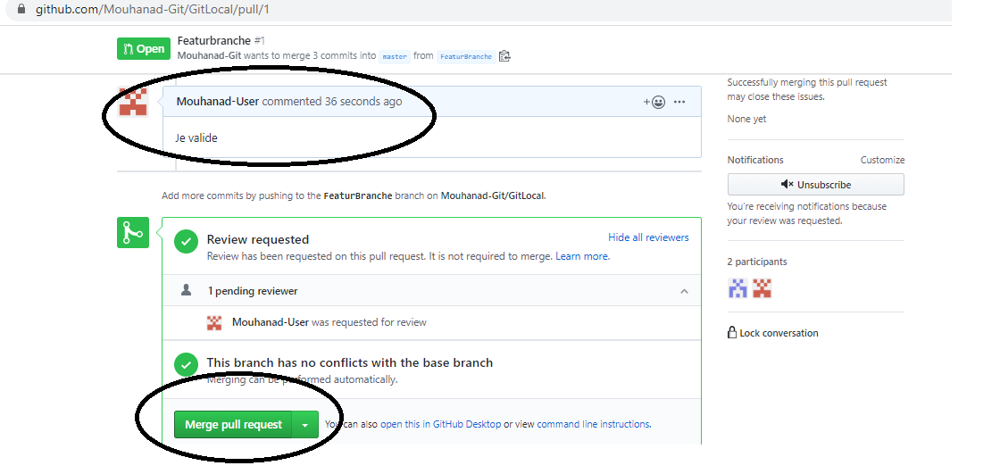 github.com/Mouhanad-Git/GitLocal/pull/1
Open
Featurbranche #1
Mouhanad-Git wants to merge 3 commits into master from FeaturBranche
Mouhanad-User commented 36 seconds ago
Je valide
Add more commits by pushing to the FeaturBranche branch on Mouhanad-Git/GitLocal.
Review requested
Hide all reviewers
Review has been requested on this pull request. It is not required to merge. Learn more.
1 pending reviewer
Mouhanad-User was requested for review
This branch has no conflicts with the base branch
Merging can be performed automatically.
Merge pull request
You can also open this in GitHub Desktop or view command line instructions.
Successfully merging this pull request
may close these issues.
None yet
Notifications
Customize
Unsubscribe
You're receiving notifications because
your review was requested.
2 participants
Lock conversation